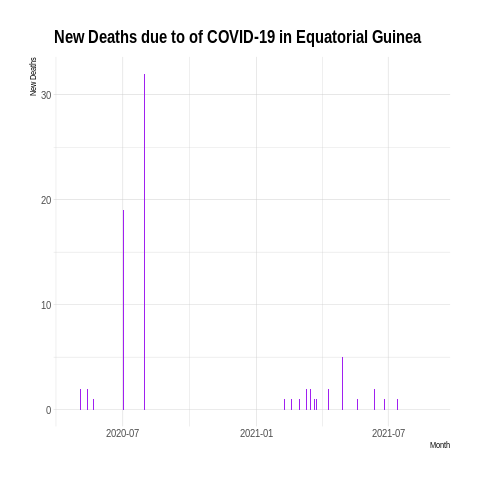 New Deaths due to of COVID-19 in Equatorial Guinea
New Deaths
30
20
10
0
2020-07 2021-01 2021-07
Month